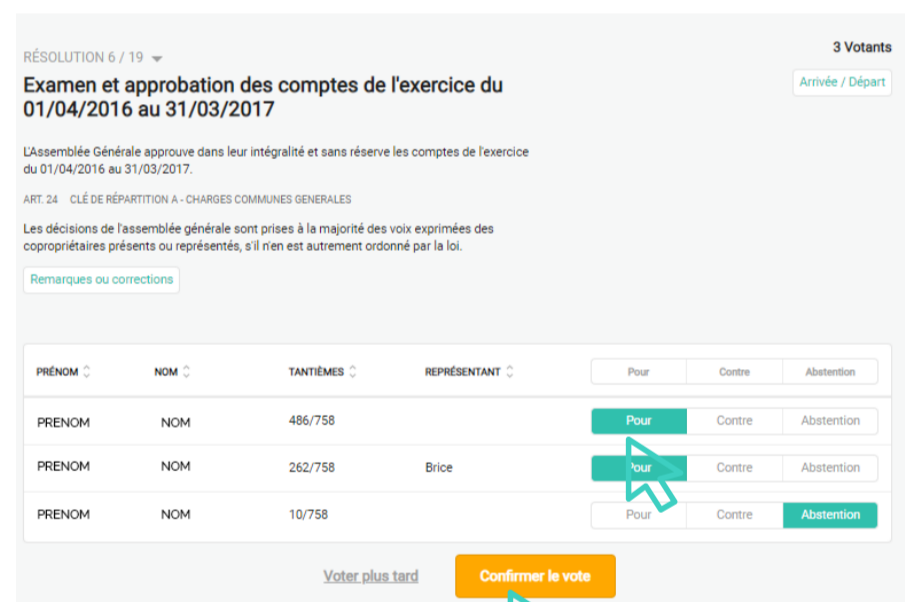 3 Votants
RÉSOLUTION 6 / 19
Arrivée / Départ
Examen et approbation des comptes de l'exercice du
01/04/2016 au 31/03/2017
L'Assemblée Générale approuve dans leur intégralité et sans réserve les comptes de l'exercice
du 01/04/2016 au 31/03/2017.
ART. 24 CLÉ DE RÉPARTITION A - CHARGES COMMUNES GENERALES
Les décisions de l'assemblée générale sont prises à la majorité des voix exprimées des
copropriétaires présents ou représentés, s'il n'en est autrement ordonné par la loi.
Remarques ou corrections
PRÉNOM NOM TANTIÈMES REPRÉSENTANT Pour Contre Abstention
PRENOM NOM 486/758 Pour Contre Abstention
PRENOM NOM 262/758 Brice Pour Contre Abstention
PRENOM NOM 10/758 Pour Contre Abstention
Voter plus tard Confirmer le vote